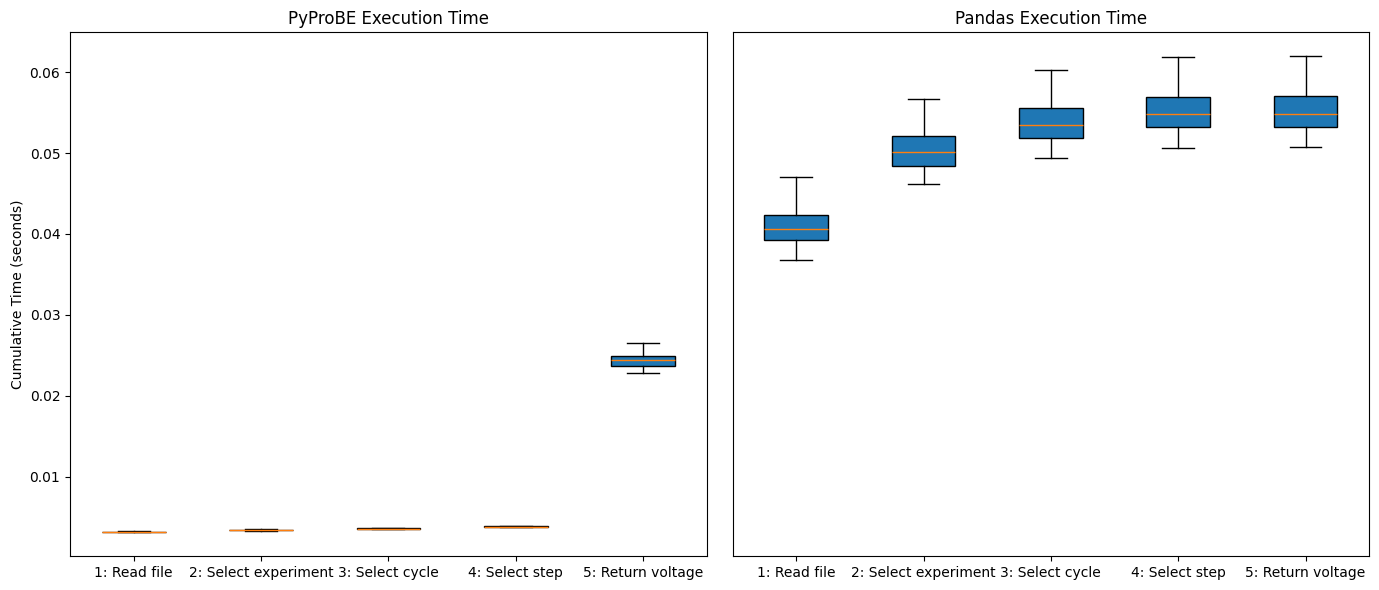 PyProBE Execution Time
Pandas Execution Time
Cumulative Time (seconds)
0.06
0.05
0.04
0.03
0.02
0.01
1: Read file 2: Select experiment 3: Select cycle 4: Select step 5: Return voltage
1: Read file 2: Select experiment 3: Select cycle 4: Select step 5: Return voltage